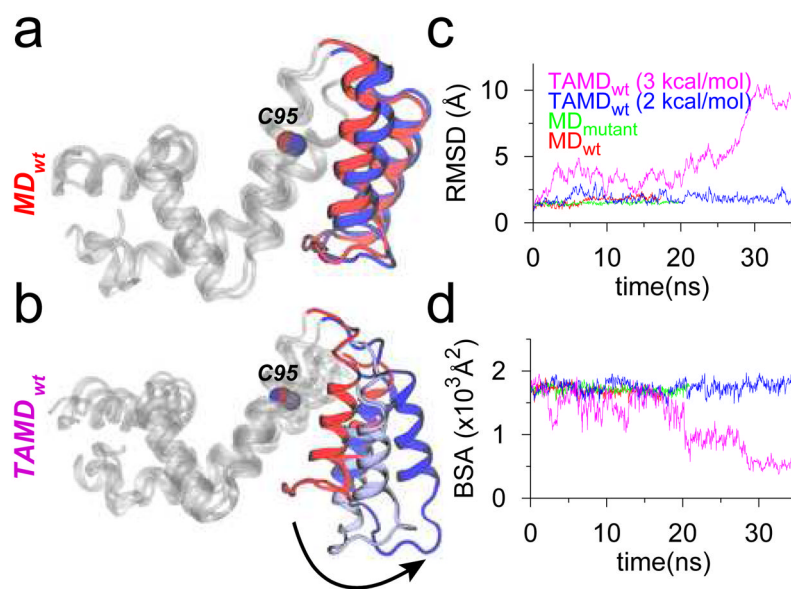 a
MDwt
C95
b
TAMDwt
C95
c
RMSD (Å)
10
5
0
TAMDwt (3 kcal/mol)
TAMDwt (2 kcal/mol)
MDmutant
MDwt
0 10 20 30
time(ns)
d
BSA (x10³Å²)
2
1
0
0 10 20 30
time(ns)